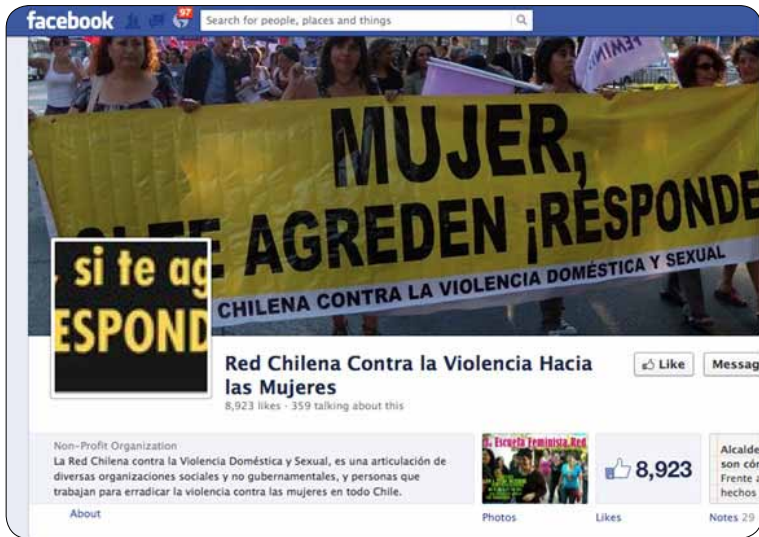 facebook
97
Search for people, places and things
FEMINI
MUJER,
SI TE AGREDEN ¡RESPONDE
CHILENA CONTRA LA VIOLENCIA DOMÉSTICA Y SEXUAL
, si te ag
ESPOND
Red Chilena Contra la Violencia Hacia
las Mujeres
8,923 likes · 359 talking about this
Like
Messag
Non-Profit Organization
La Red Chilena contra la Violencia Doméstica y Sexual, es una articulación de
diversas organizaciones sociales y no gubernamentales, y personas que
trabajan para erradicar la violencia contra las mujeres en todo Chile.
About
Escuela Feminista Red
Photos
8,923
Likes
Alcalde
son cór
Frente a
hechos
Notes 29